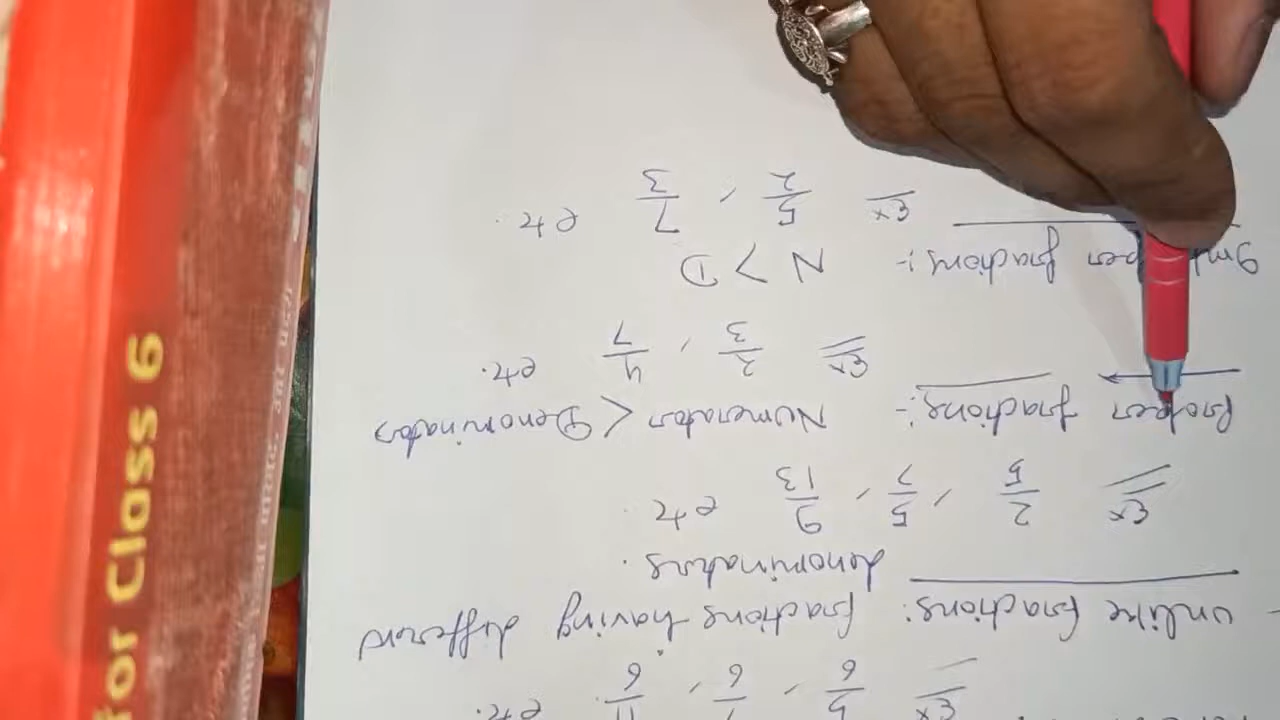 Ex 5/6, 11/6 etc.
Unlike fractions: fractions having different
denominators.
Ex 2/5, 5/7, 9/13 etc.
Proper fractions:- Numerator < Denominator
Ex 2/3, 4/7 etc.
fractions:- N > D
Ex 5/2, 7/3 etc.
for Class 6